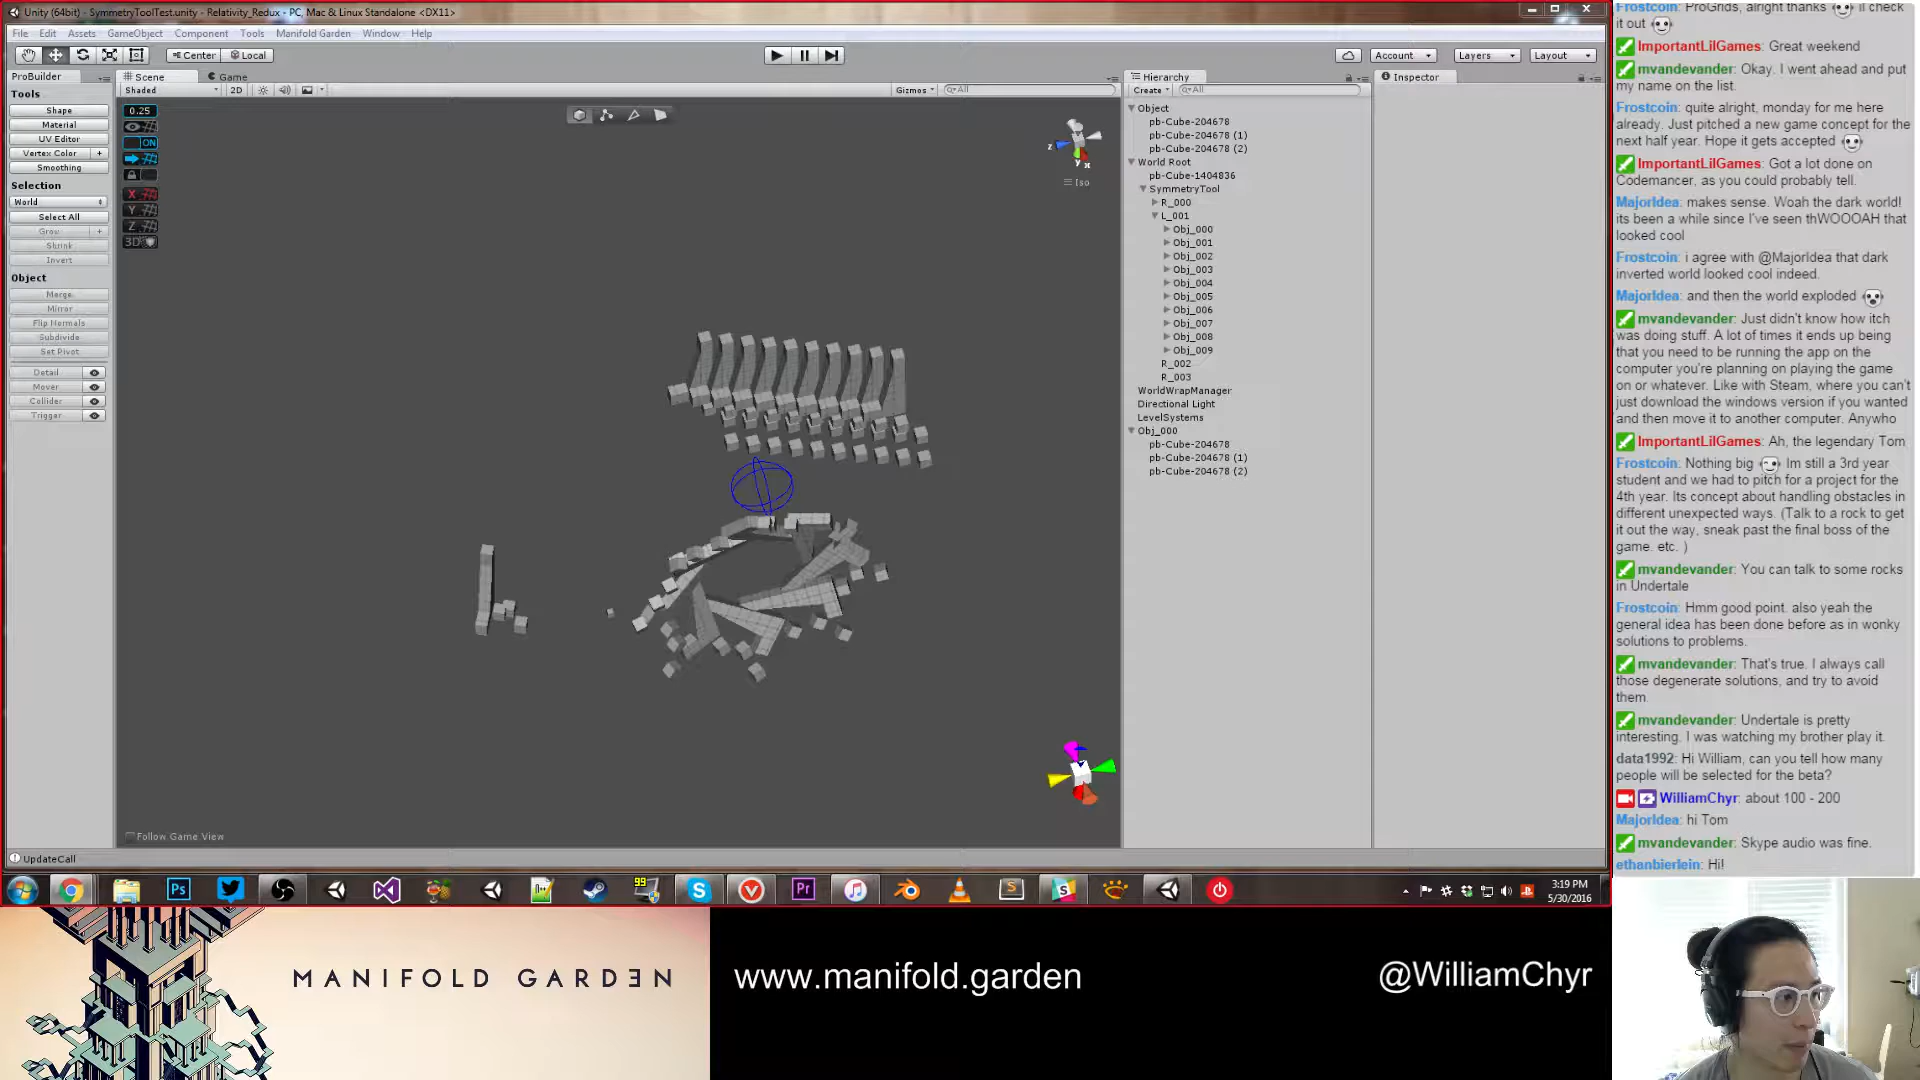 Unity (64bit) - SymmetryToolTest.unity - Relativity_Redux - PC, Mac & Linux Standalone <DX11>
File Edit Assets GameObject Component Tools Manifold Garden Window Help
Center Local
Account Layers Layout
ProBuilder
Scene
Game
Hierarchy
Inspector
Tools
Shape
Material
UV Editor
Vertex Color +
Smoothing
Selection
World
Select All
Grow +
Shrink
Invert
Object
Merge
Mirror
Flip Normals
Subdivide
Set Pivot
Detail
Mover
Collider
Trigger
Shaded
2D
Gizmos
All
0.25
ON
X
Y
Z
3D
z
y
x
Iso
Follow Game View
UpdateCall
Create
All
Object
pb-Cube-204678
pb-Cube-204678 (1)
pb-Cube-204678 (2)
World Root
pb-Cube-1404836
SymmetryTool
R_000
L_001
Obj_000
Obj_001
Obj_002
Obj_003
Obj_004
Obj_005
Obj_006
Obj_007
Obj_008
Obj_009
R_002
R_003
WorldWrapManager
Directional Light
LevelSystems
Obj_000
pb-Cube-204678
pb-Cube-204678 (1)
pb-Cube-204678 (2)
Frostcoin: ProGrids, alright thanks ll check
it out
ImportantLilGames: Great weekend
mvandevander: Okay. I went ahead and put
my name on the list.
Frostcoin: quite alright, monday for me here
already. Just pitched a new game concept for the
next half year. Hope it gets accepted
ImportantLilGames: Got a lot done on
Codemancer, as you could probably tell.
MajorIdea: makes sense. Woah the dark world!
its been a while since I've seen thWOOOAH that
looked cool
Frostcoin: i agree with @MajorIdea that dark
inverted world looked cool indeed.
MajorIdea: and then the world exploded
mvandevander: Just didn't know how itch
was doing stuff. A lot of times it ends up being
that you need to be running the app on the
computer you're planning on playing the game
on or whatever. Like with Steam, where you can't
just download the windows version if you wanted
and then move it to another computer. Anywho
ImportantLilGames: Ah, the legendary Tom
Frostcoin: Nothing big Im still a 3rd year
student and we had to pitch for a project for the
4th year. Its concept about handling obstacles in
different unexpected ways. (Talk to a rock to get
it out the way, sneak past the final boss of the
game. etc. )
mvandevander: You can talk to some rocks
in Undertale
Frostcoin: Hmm good point. also yeah the
general idea has been done before as in wonky
solutions to problems.
mvandevander: That's true. I always call
those degenerate solutions, and try to avoid
them.
mvandevander: Undertale is pretty
interesting. I was watching my brother play it.
data1992: Hi William, can you tell how many
people will be selected for the beta?
WilliamChyr: about 100 - 200
MajorIdea: hi Tom
mvandevander: Skype audio was fine.
ethanbierlein: Hi!
Ps
Pr
99
S
3:19 PM
5/30/2016
MANIFOLD GARDƎN
www.manifold.garden
@WilliamChyr